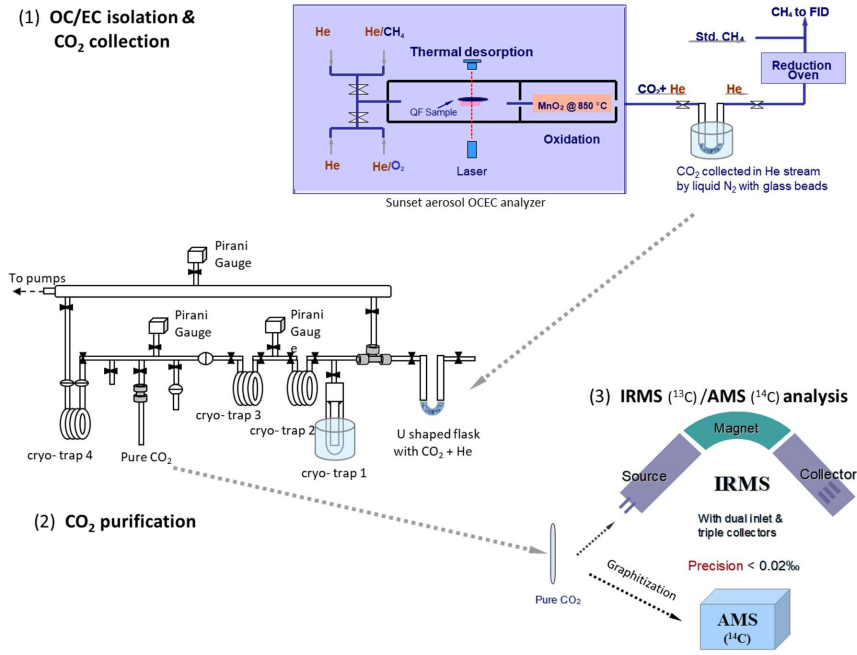 (1) OC/EC isolation &
CO₂ collection
He
He/CH₄
Thermal desorption
QF Sample
MnO₂ @ 850 °C
Oxidation
He
He/O₂
Laser
Sunset aerosol OCEC analyzer
CH₄ to FID
Std. CH₄
Reduction
Oven
CO₂+ He
He
CO₂ collected in He stream
by liquid N₂ with glass beads
Pirani
Gauge
To pumps
Pirani
Gauge
Pirani
Gaug
e
cryo- trap 4
Pure CO₂
cryo- trap 3
cryo- trap 2
cryo- trap 1
U shaped flask
with CO₂ + He
(2) CO₂ purification
(3) IRMS (¹³C) /AMS (¹⁴C) analysis
Magnet
Source
Collector
IRMS
With dual inlet &
triple collectors
Precision < 0.02‰
Pure CO₂
Graphitization
AMS
(¹⁴C)